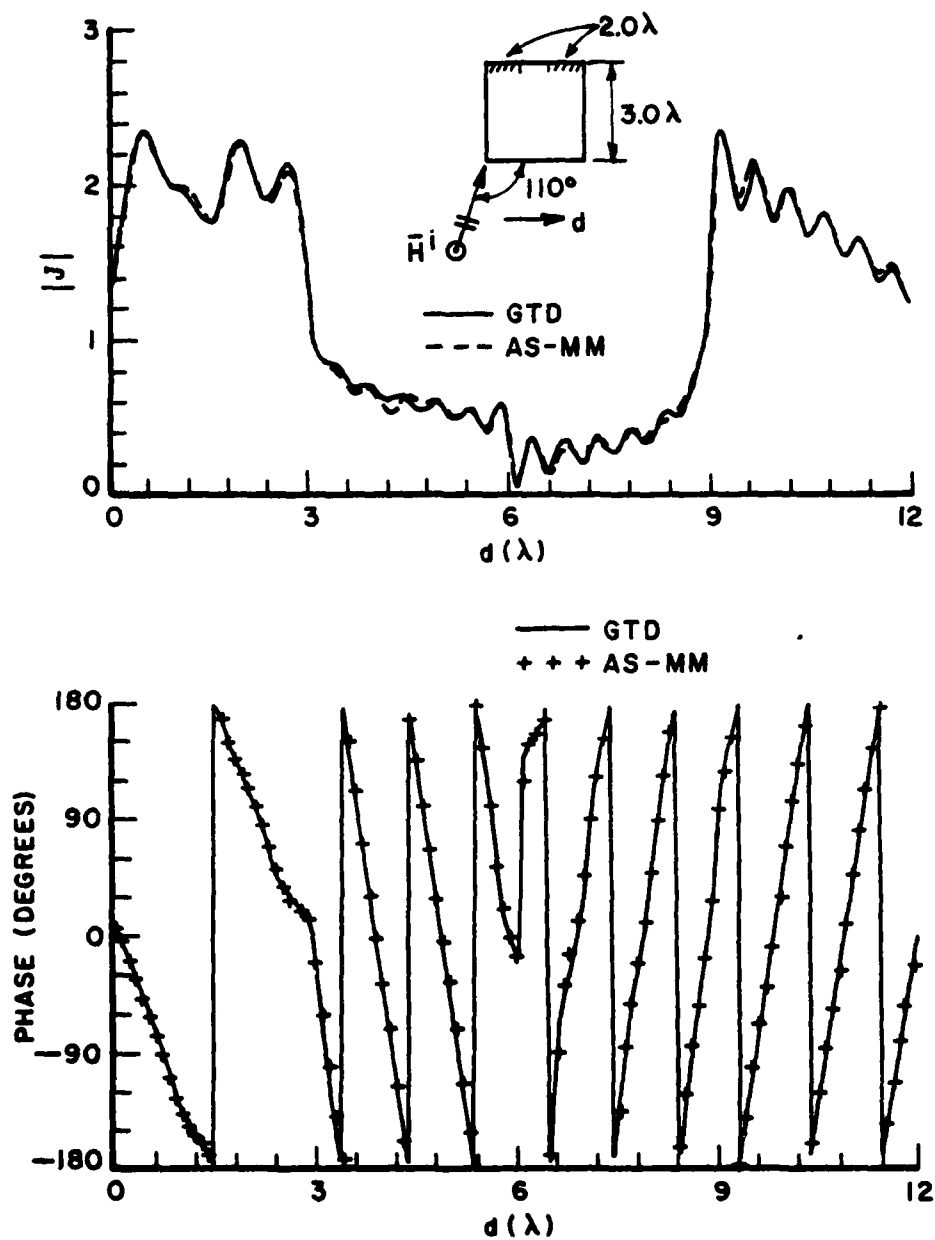 3
2
1
0
|J|
2.0λ
3.0λ
110°
d
H̄ⁱ
GTD
AS-MM
0 3 6 9 12
d(λ)
GTD
+ + + AS-MM
180
90
0
-90
-180
PHASE (DEGREES)
0 3 6 9 12
d(λ)